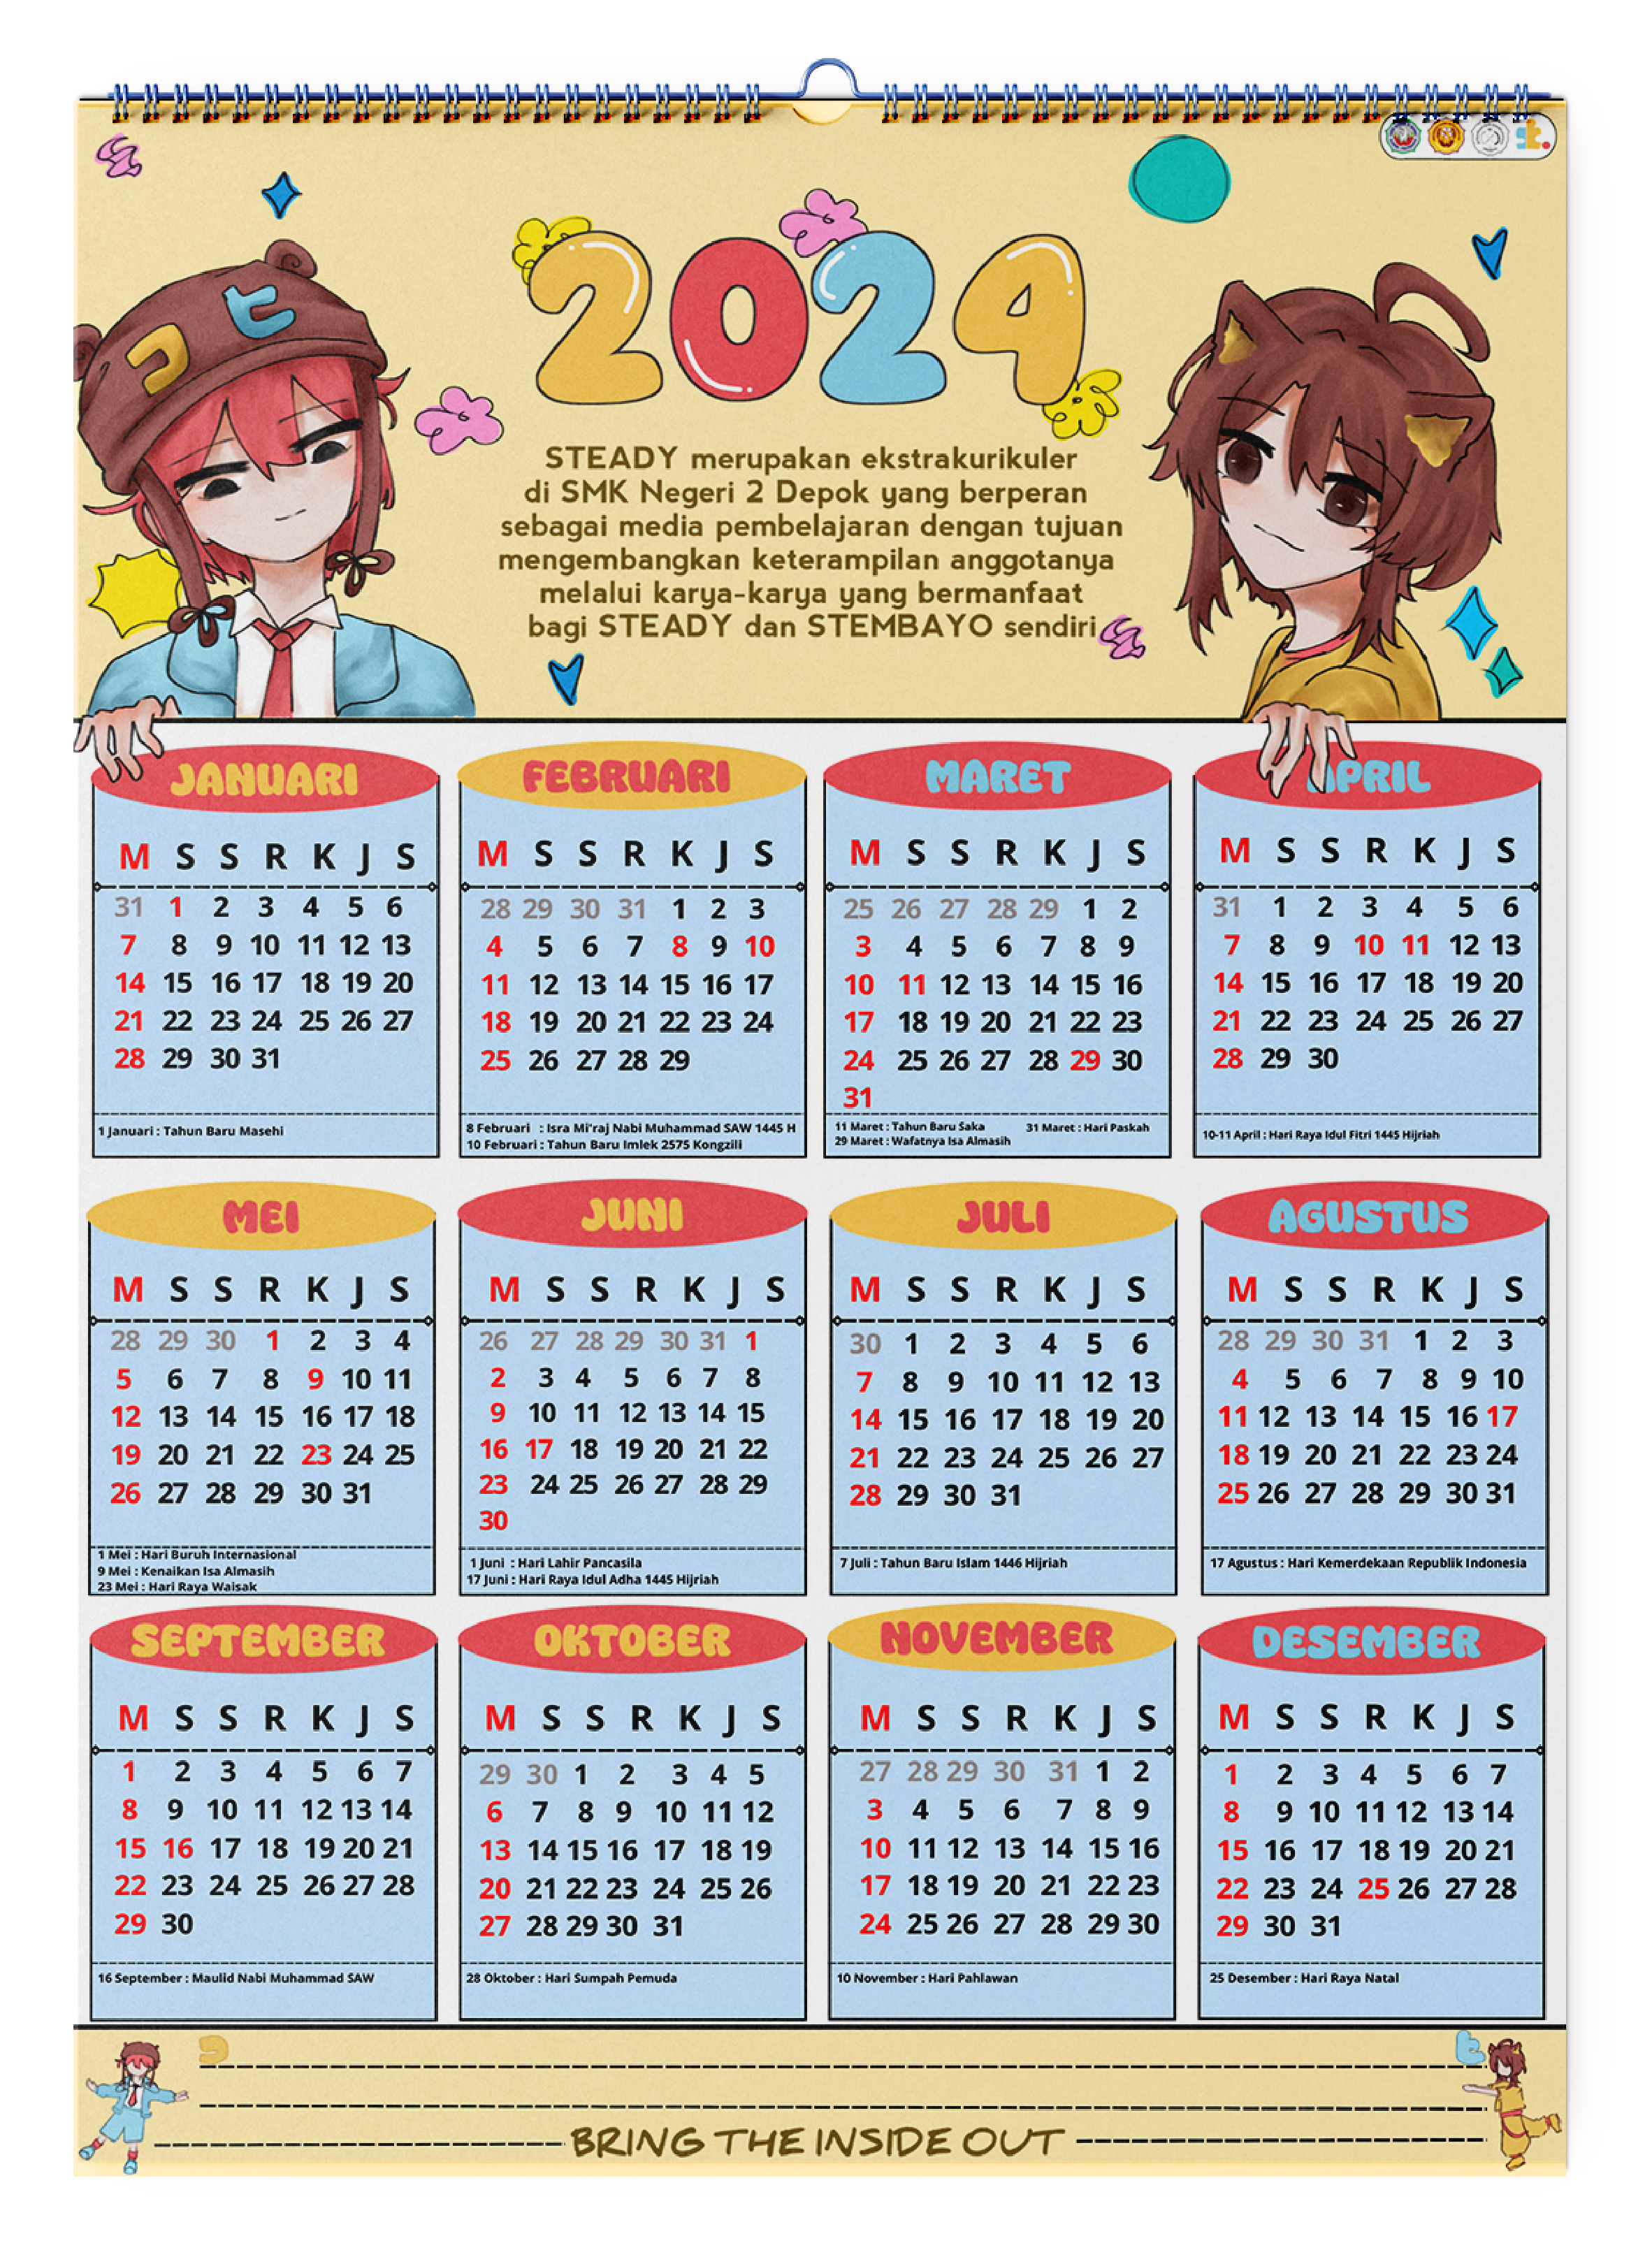 コ ヒ
2024
STEADY merupakan ekstrakurikuler
di SMK Negeri 2 Depok yang berperan
sebagai media pembelajaran dengan tujuan
mengembangkan keterampilan anggotanya
melalui karya-karya yang bermanfaat
bagi STEADY dan STEMBAYO sendiri
JANUARI
M S S R K J S
31 1 2 3 4 5 6
7 8 9 10 11 12 13
14 15 16 17 18 19 20
21 22 23 24 25 26 27
28 29 30 31
1 Januari : Tahun Baru Masehi
FEBRUARI
M S S R K J S
28 29 30 31 1 2 3
4 5 6 7 8 9 10
11 12 13 14 15 16 17
18 19 20 21 22 23 24
25 26 27 28 29
8 Februari : Isra Mi'raj Nabi Muhammad SAW 1445 H
10 Februari : Tahun Baru Imlek 2575 Kongzili
MARET
M S S R K J S
25 26 27 28 29 1 2
3 4 5 6 7 8 9
10 11 12 13 14 15 16
17 18 19 20 21 22 23
24 25 26 27 28 29 30
31
11 Maret : Tahun Baru Saka 31 Maret : Hari Paskah
29 Maret : Wafatnya Isa Almasih
APRIL
M S S R K J S
31 1 2 3 4 5 6
7 8 9 10 11 12 13
14 15 16 17 18 19 20
21 22 23 24 25 26 27
28 29 30
10-11 April : Hari Raya Idul Fitri 1445 Hijriah
MEI
M S S R K J S
28 29 30 1 2 3 4
5 6 7 8 9 10 11
12 13 14 15 16 17 18
19 20 21 22 23 24 25
26 27 28 29 30 31
1 Mei : Hari Buruh Internasional
9 Mei : Kenaikan Isa Almasih
23 Mei : Hari Raya Waisak
JUNI
M S S R K J S
26 27 28 29 30 31 1
2 3 4 5 6 7 8
9 10 11 12 13 14 15
16 17 18 19 20 21 22
23 24 25 26 27 28 29
30
1 Juni : Hari Lahir Pancasila
17 Juni : Hari Raya Idul Adha 1445 Hijriah
JULI
M S S R K J S
30 1 2 3 4 5 6
7 8 9 10 11 12 13
14 15 16 17 18 19 20
21 22 23 24 25 26 27
28 29 30 31
7 Juli : Tahun Baru Islam 1446 Hijriah
AGUSTUS
M S S R K J S
28 29 30 31 1 2 3
4 5 6 7 8 9 10
11 12 13 14 15 16 17
18 19 20 21 22 23 24
25 26 27 28 29 30 31
17 Agustus : Hari Kemerdekaan Republik Indonesia
SEPTEMBER
M S S R K J S
1 2 3 4 5 6 7
8 9 10 11 12 13 14
15 16 17 18 19 20 21
22 23 24 25 26 27 28
29 30
16 September : Maulid Nabi Muhammad SAW
OKTOBER
M S S R K J S
29 30 1 2 3 4 5
6 7 8 9 10 11 12
13 14 15 16 17 18 19
20 21 22 23 24 25 26
27 28 29 30 31
28 Oktober : Hari Sumpah Pemuda
NOVEMBER
M S S R K J S
27 28 29 30 31 1 2
3 4 5 6 7 8 9
10 11 12 13 14 15 16
17 18 19 20 21 22 23
24 25 26 27 28 29 30
10 November : Hari Pahlawan
DESEMBER
M S S R K J S
1 2 3 4 5 6 7
8 9 10 11 12 13 14
15 16 17 18 19 20 21
22 23 24 25 26 27 28
29 30 31
25 Desember : Hari Raya Natal
コ ヒ
BRING THE INSIDE OUT